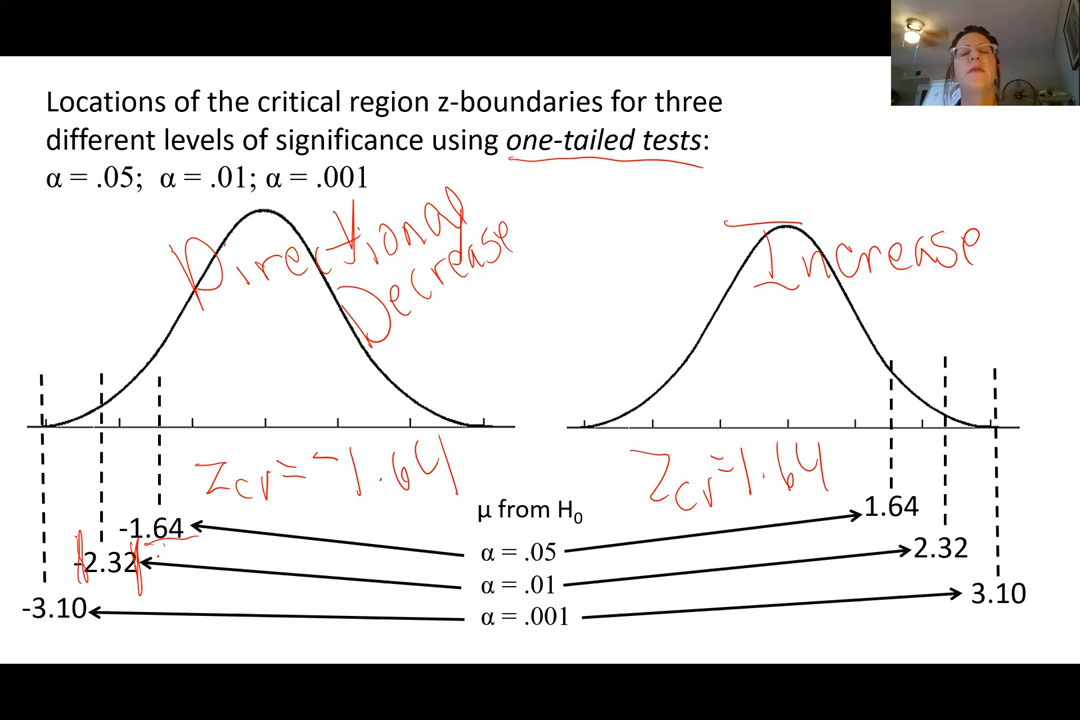 Locations of the critical region z-boundaries for three
different levels of significance using one-tailed tests:
α = .05; α = .01; α = .001
Directional
Decrease
Increase
Zcv = -1.64
Zcv = 1.64
μ from H₀
-1.64
1.64
α = .05
-2.32
2.32
α = .01
-3.10
3.10
α = .001